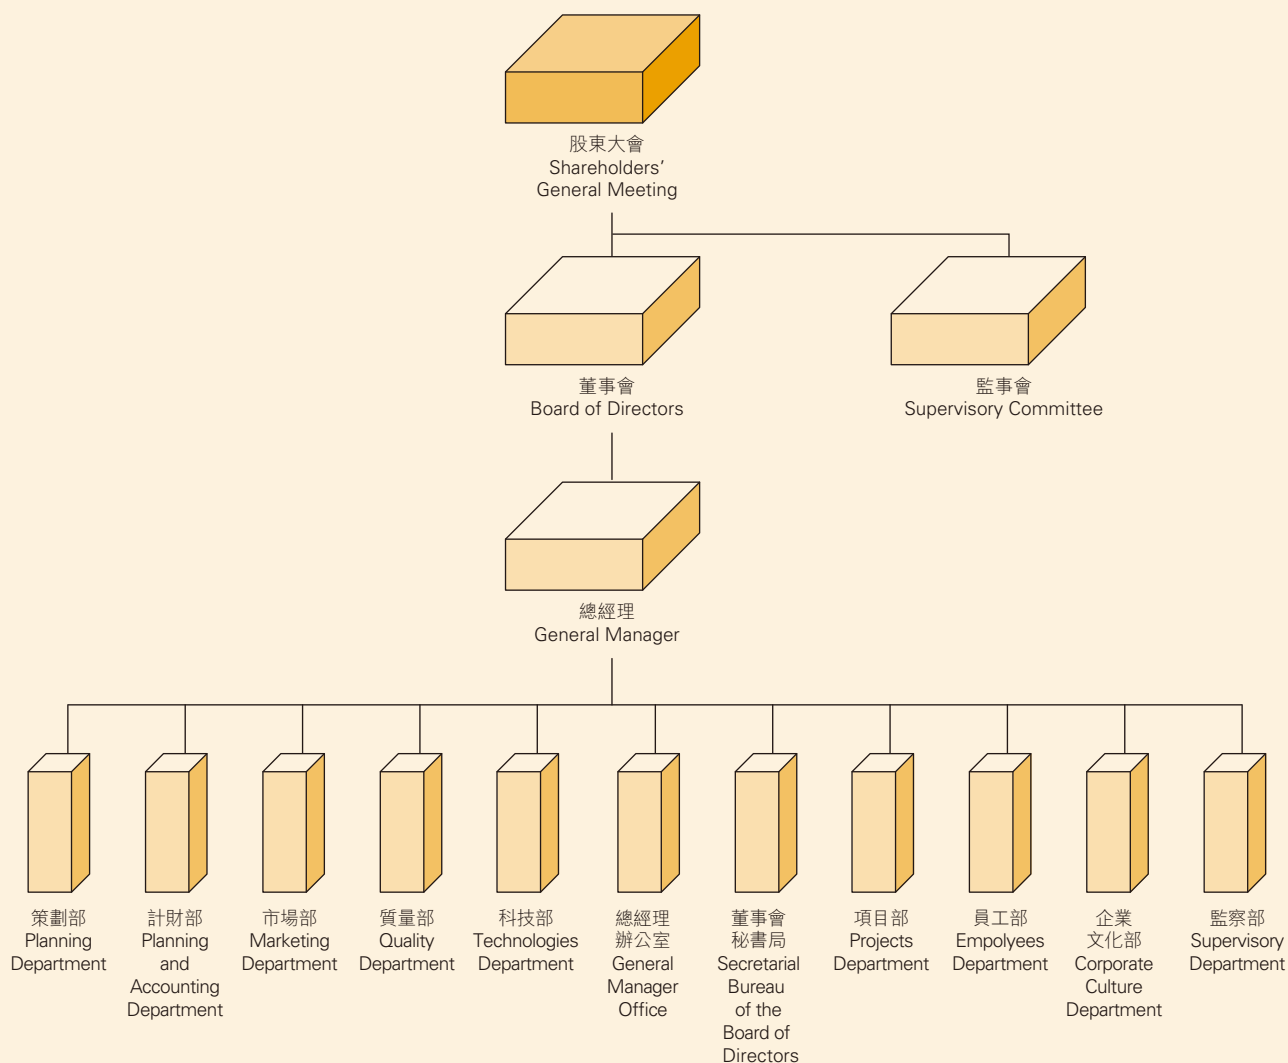 股東大會
Shareholders'
General Meeting
董事會
Board of Directors
監事會
Supervisory Committee
總經理
General Manager
策劃部
Planning
Department
計財部
Planning
and
Accounting
Department
市場部
Marketing
Department
質量部
Quality
Department
科技部
Technologies
Department
總經理
辦公室
General
Manager
Office
董事會
秘書局
Secretarial
Bureau
of the
Board of
Directors
項目部
Projects
Department
員工部
Empolyees
Department
企業
文化部
Corporate
Culture
Department
監察部
Supervisory
Department